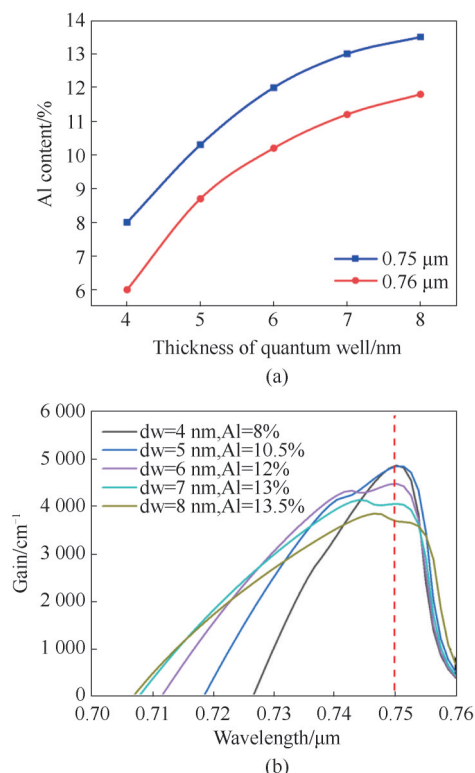 14
13
12
11
10
9
8
7
6
Al content/%
0.75 μm
0.76 μm
4 5 6 7 8
Thickness of quantum well/nm
(a)
6 000
5 000
4 000
3 000
2 000
1 000
0
Gain/cm⁻¹
dw=4 nm,Al=8%
dw=5 nm,Al=10.5%
dw=6 nm,Al=12%
dw=7 nm,Al=13%
dw=8 nm,Al=13.5%
0.70 0.71 0.72 0.73 0.74 0.75 0.76
Wavelength/μm
(b)